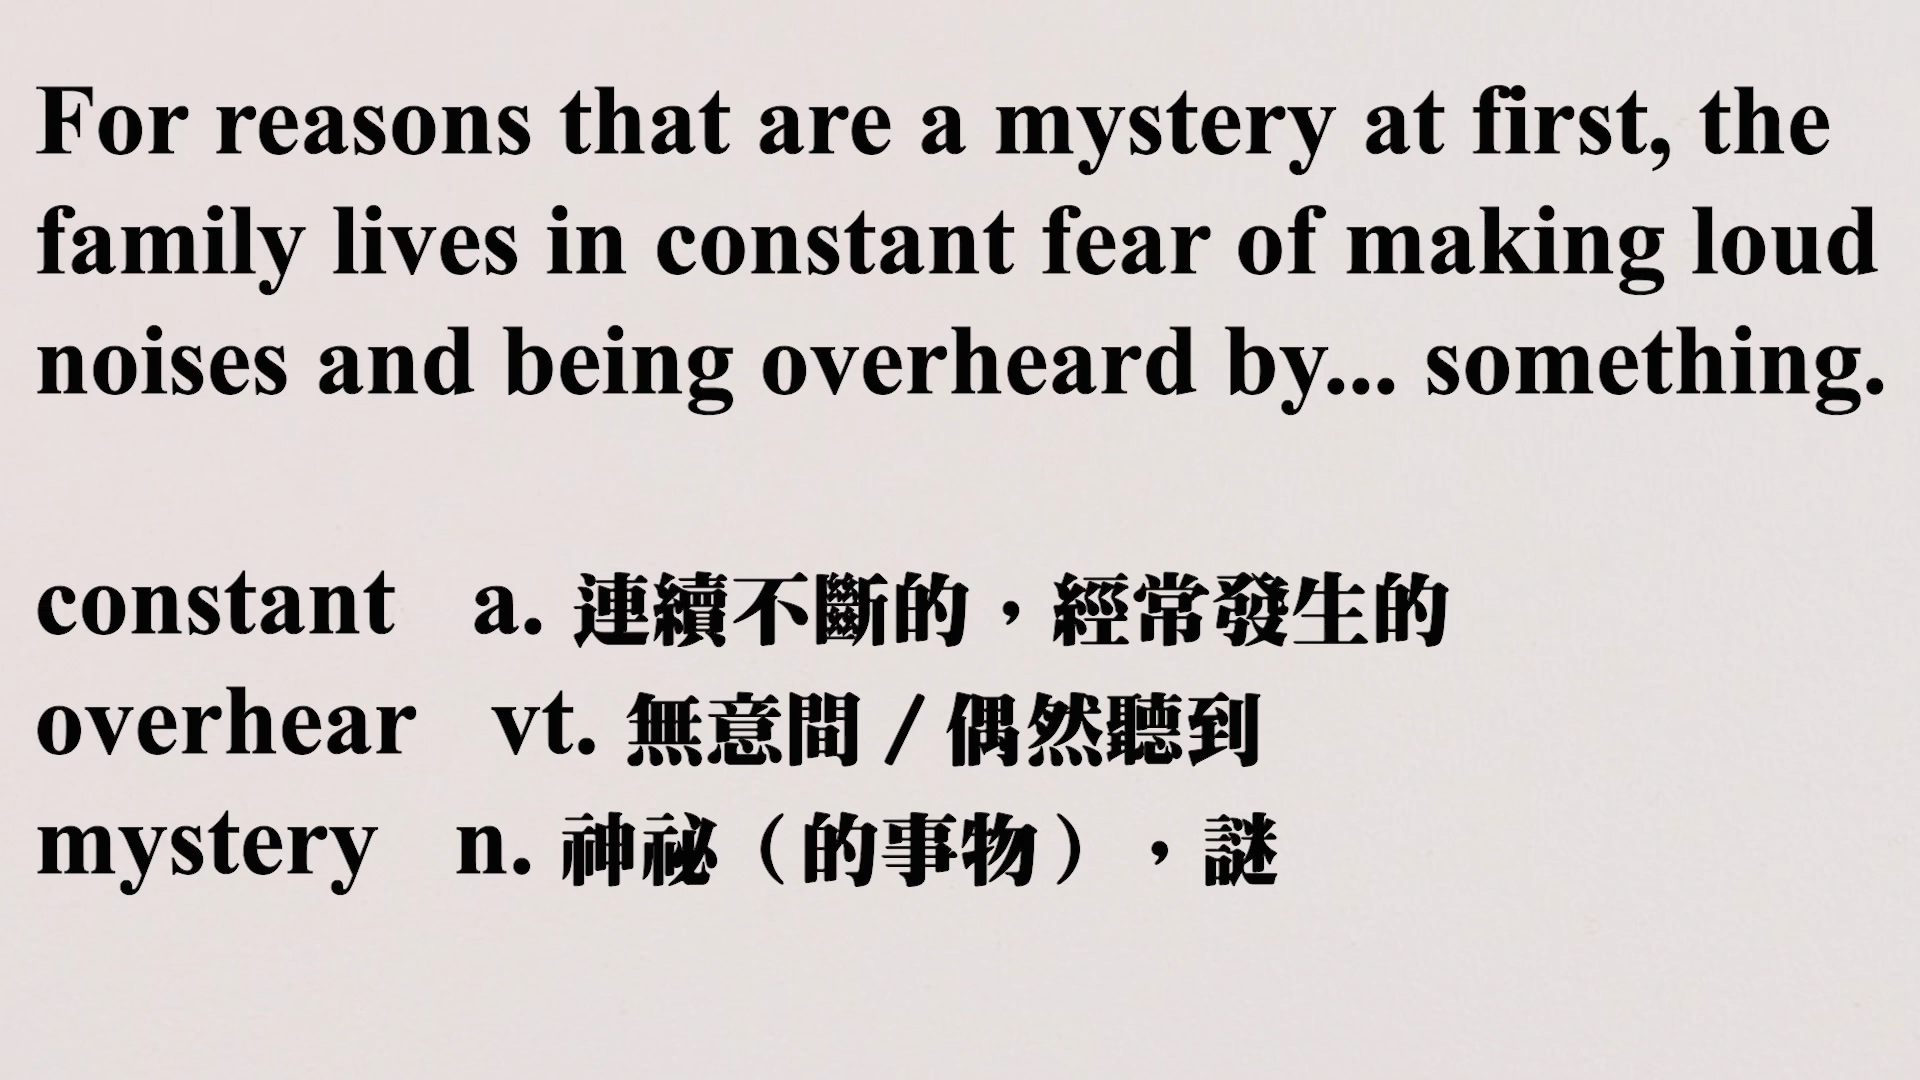 For reasons that are a mystery at first, the
family lives in constant fear of making loud
noises and being overheard by... something.
constant a. 連續不斷的，經常發生的
overhear vt. 無意間／偶然聽到
mystery n. 神祕（的事物），謎